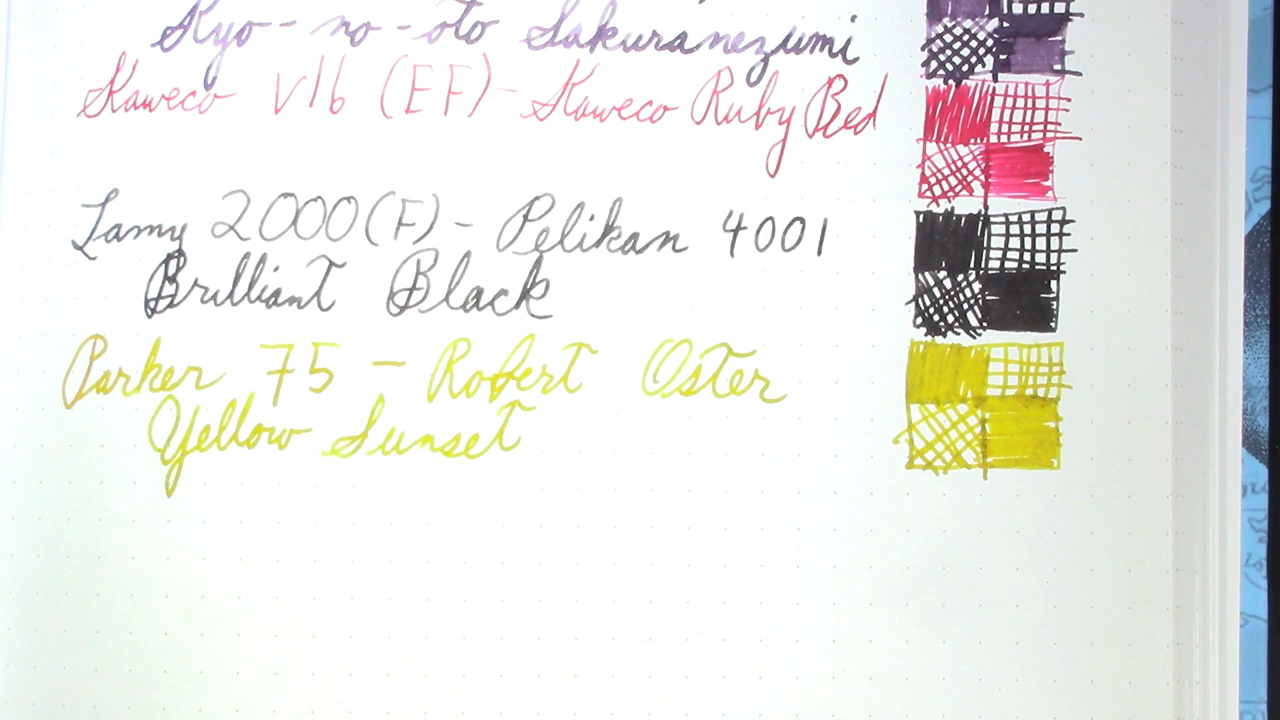 Kyo-no-oto Sakuranezumi
Kaweco V16 (EF) - Kaweco Ruby Red
Lamy 2000 (F) - Pelikan 4001
Brilliant Black
Parker 75 - Robert Oster
Yellow Sunset